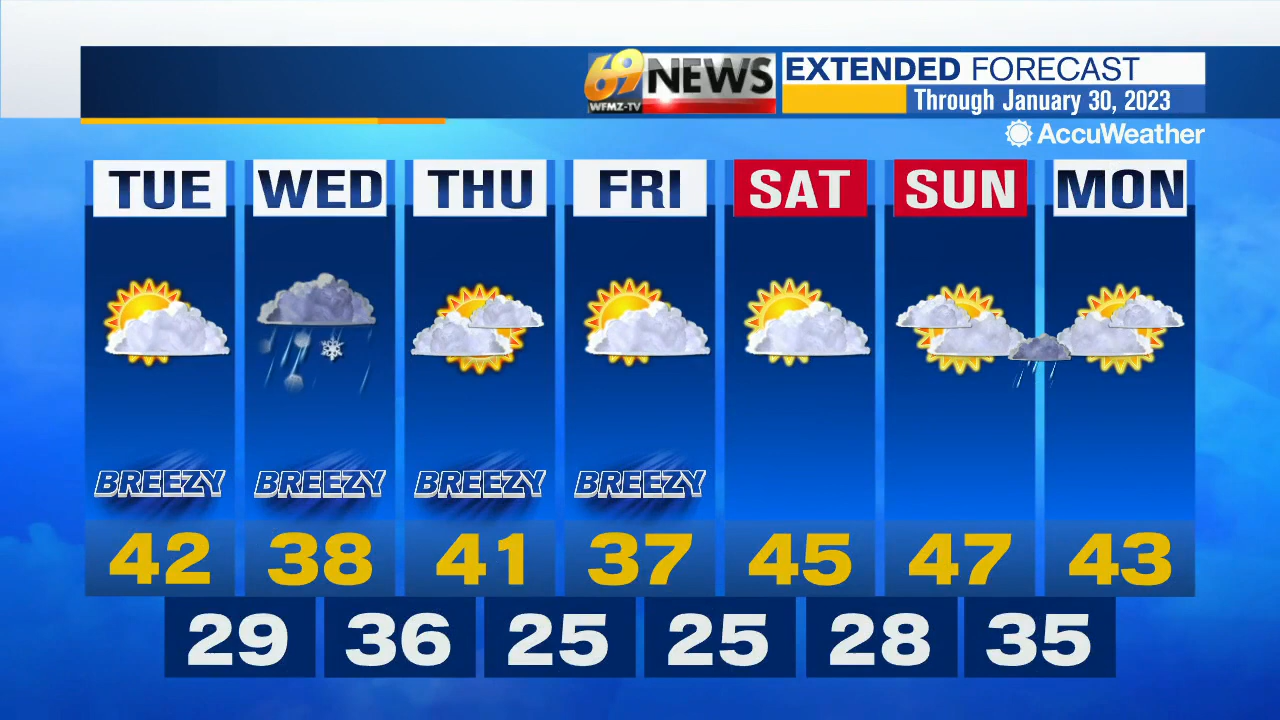 69 NEWS
WFMZ-TV
EXTENDED FORECAST
Through January 30, 2023
AccuWeather
TUE WED THU FRI SAT SUN MON
BREEZY BREEZY BREEZY BREEZY
42 38 41 37 45 47 43
29 36 25 25 28 35